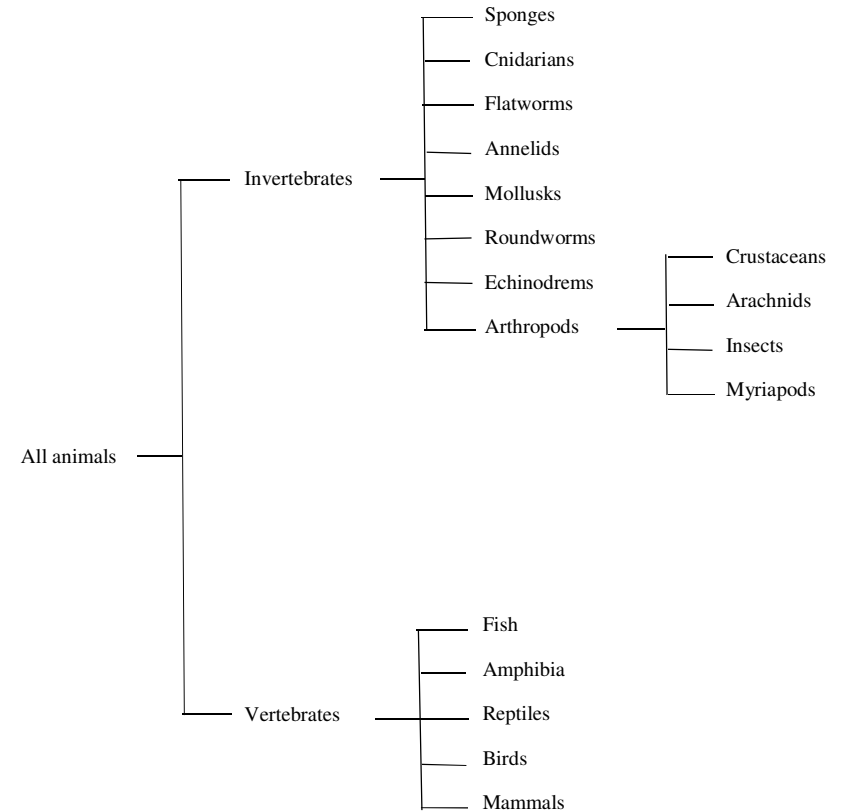 Sponges
Cnidarians
Flatworms
Annelids
Invertebrates
Mollusks
Roundworms
Crustaceans
Echinodrems
Arachnids
Arthropods
Insects
Myriapods
All animals
Fish
Amphibia
Vertebrates
Reptiles
Birds
Mammals